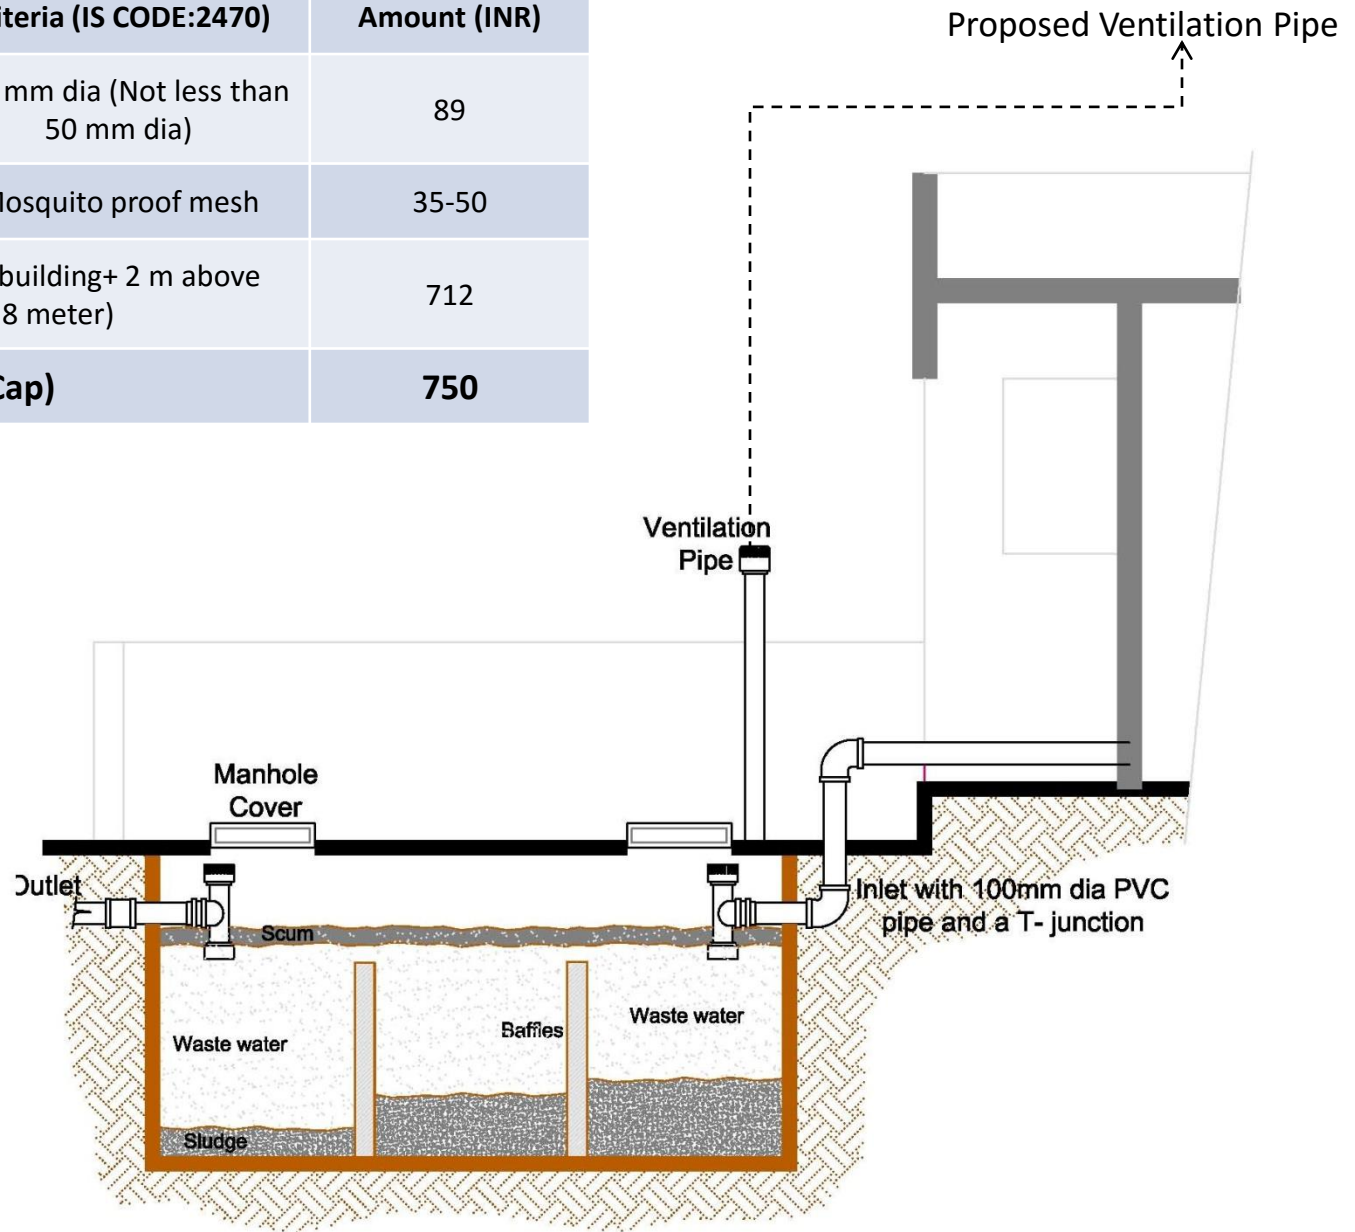 iteria (IS CODE:2470) Amount (INR)
mm dia (Not less than
50 mm dia) 89
Mosquito proof mesh 35-50
building+ 2 m above
8 meter) 712
Cap) 750
Proposed Ventilation Pipe
Ventilation
Pipe
Manhole
Cover
Outlet
Inlet with 100mm dia PVC
pipe and a T- junction
Scum
Waste water
Baffles
Waste water
Sludge